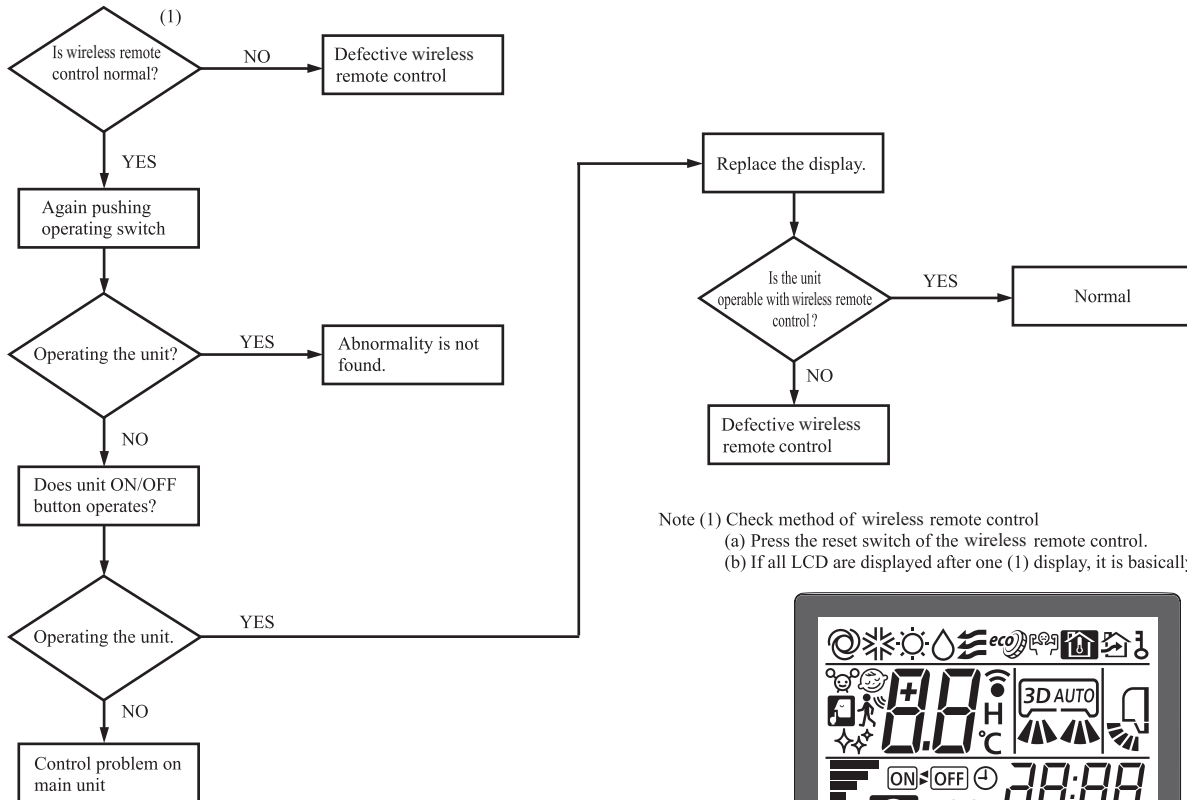 (1)
Is wireless remote
control normal?
NO
Defective wireless
remote control
YES
Again pushing
operating switch
Operating the unit?
YES
Abnormality is not
found.
NO
Does unit ON/OFF
button operates?
Operating the unit.
YES
NO
Control problem on
main unit
Replace the display.
Is the unit
operable with wireless remote
control ?
YES
Normal
NO
Defective wireless
remote control
Note (1) Check method of wireless remote control
(a) Press the reset switch of the wireless remote control.
(b) If all LCD are displayed after one (1) display, it is basically
eco
+
8.8
H
°C
3D AUTO
ON OFF